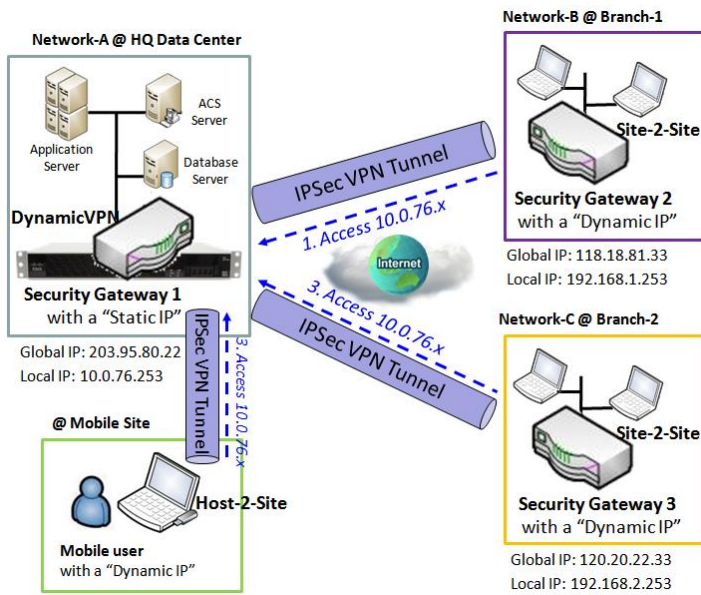 Network-A @ HQ Data Center
Application
Server
ACS
Server
Database
Server
DynamicVPN
Security Gateway 1
with a “Static IP”
Global IP: 203.95.80.22
Local IP: 10.0.76.253
@ Mobile Site
Host-2-Site
Mobile user
with a “Dynamic IP”
IPSec VPN Tunnel
3. Access 10.0.76.x
IPSec VPN Tunnel
1. Access 10.0.76.x
Internet
3. Access 10.0.76.x
IPSec VPN Tunnel
Network-B @ Branch-1
Site-2-Site
Security Gateway 2
with a “Dynamic IP”
Global IP: 118.18.81.33
Local IP: 192.168.1.253
Network-C @ Branch-2
Site-2-Site
Security Gateway 3
with a “Dynamic IP”
Global IP: 120.20.22.33
Local IP: 192.168.2.253